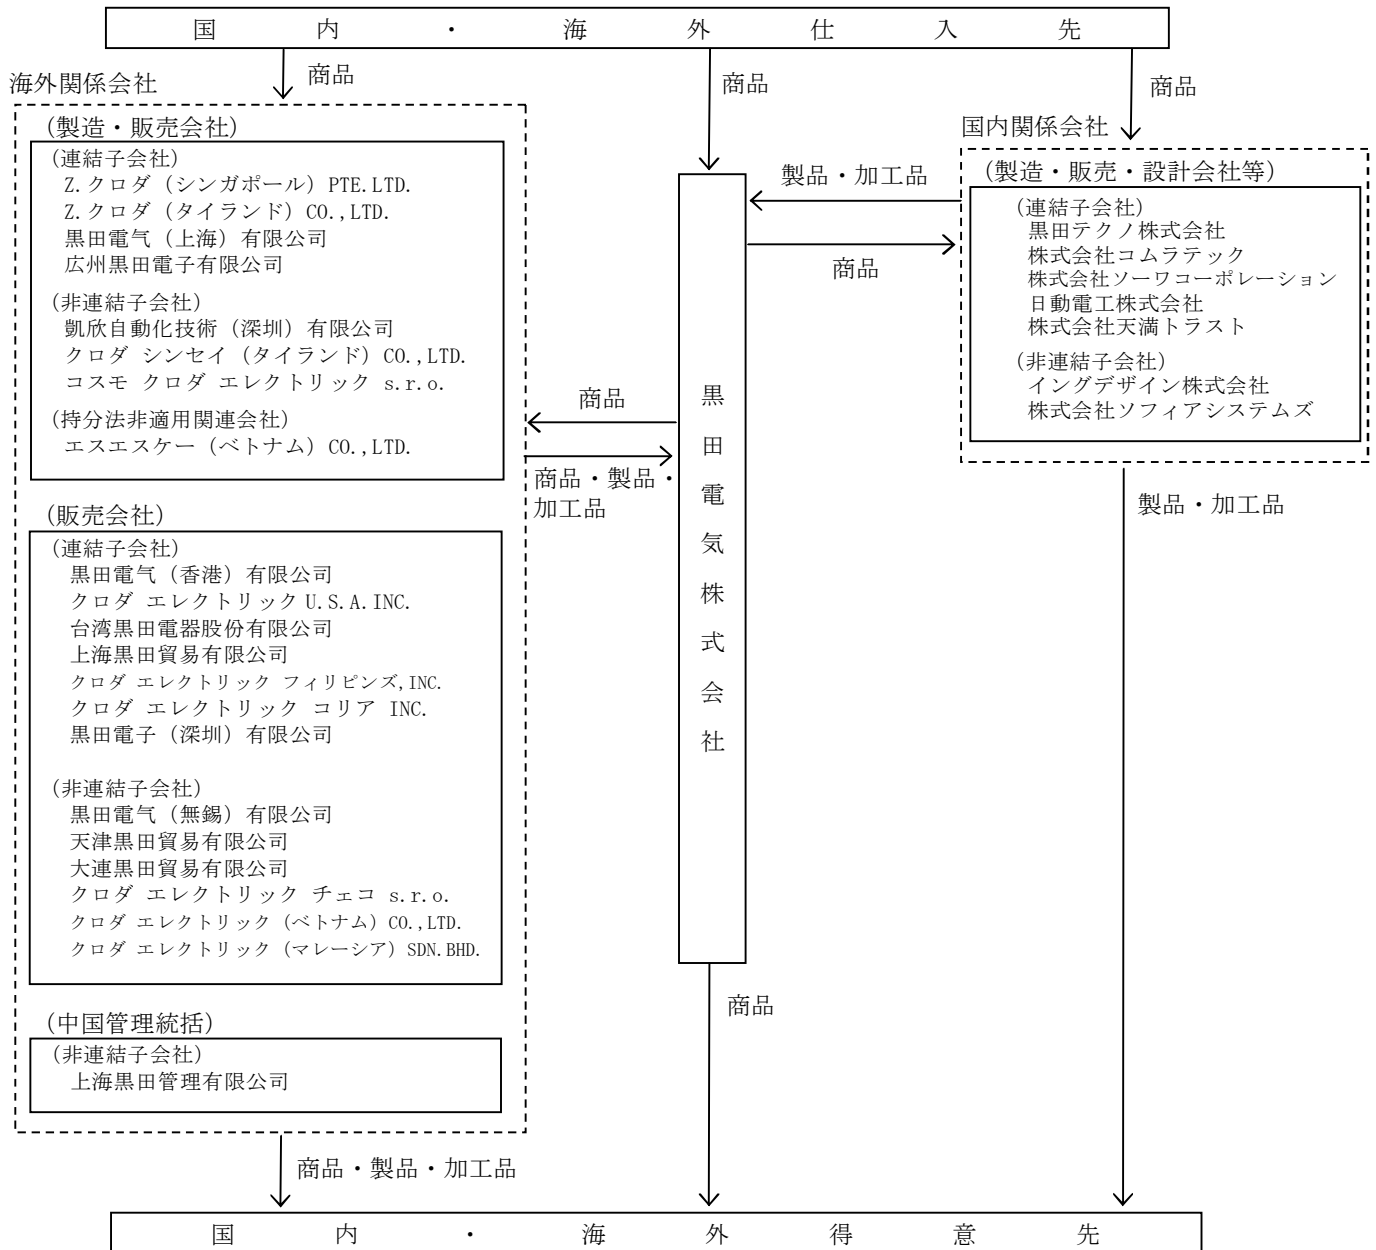 国内・海外仕入先
商品
商品
商品
海外関係会社
(製造・販売会社)
(連結子会社)
Z.クロダ(シンガポール)PTE.LTD.
Z.クロダ(タイランド)CO.,LTD.
黒田電気(上海)有限公司
広州黒田電子有限公司
(非連結子会社)
凱欣自動化技術(深圳)有限公司
クロダ シンセイ(タイランド)CO.,LTD.
コスモ クロダ エレクトリック s.r.o.
(持分法非適用関連会社)
エスエスケー(ベトナム)CO.,LTD.
(販売会社)
(連結子会社)
黒田電気(香港)有限公司
クロダ エレクトリック U.S.A.INC.
台湾黒田電器股份有限公司
上海黒田貿易有限公司
クロダ エレクトリック フィリピンズ,INC.
クロダ エレクトリック コリア INC.
黒田電子(深圳)有限公司
(非連結子会社)
黒田電気(無錫)有限公司
天津黒田貿易有限公司
大連黒田貿易有限公司
クロダ エレクトリック チェコ s.r.o.
クロダ エレクトリック(ベトナム)CO.,LTD.
クロダ エレクトリック(マレーシア)SDN.BHD.
(中国管理統括)
(非連結子会社)
上海黒田管理有限公司
商品
商品・製品・
加工品
黒田電気株式会社
製品・加工品
商品
国内関係会社
(製造・販売・設計会社等)
(連結子会社)
黒田テクノ株式会社
株式会社コムラテック
株式会社ソーワコーポレーション
日動電工株式会社
株式会社天満トラスト
(非連結子会社)
イングデザイン株式会社
株式会社ソフィアシステムズ
製品・加工品
商品
商品・製品・加工品
国内・海外得意先